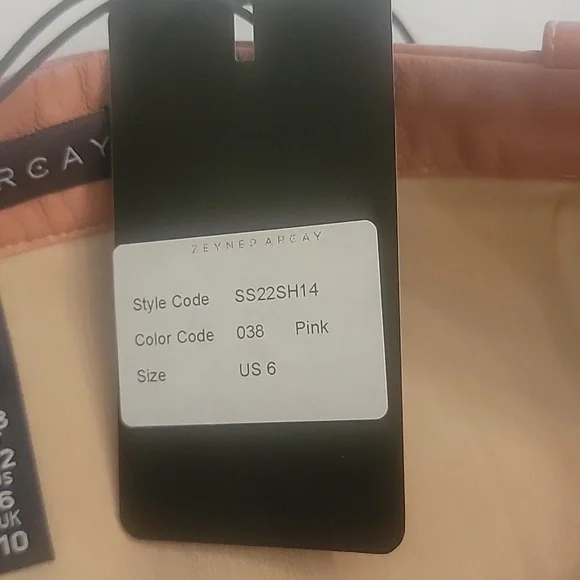 RCAY
ZEYNEP ARCAY
Style Code SS22SH14
Color Code 038 Pink
Size US 6
2
US
6
UK
10